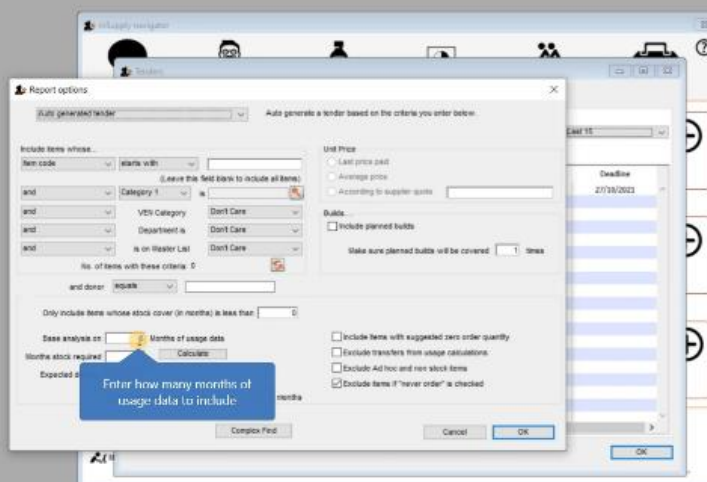 mSupply navigator
Tenders
Report options
Auto generated tender
Auto generate a tender based on the criteria you enter below.
Last 15
Include items whose...
Item code
starts with
(Leave this field blank to include all items)
and
Category 1
is
and
VEN Category
Don't Care
and
Department is
Don't Care
and
is on Master List
Don't Care
No. of items with these criteria 0
and donor
equals
Unit Price
Last price paid
Average price
According to supplier quote
Builds...
Include planned builds
Make sure planned builds will be covered 1 times
Deadline
27/10/2021
Only include items whose stock cover (in months) is less than 0
Base analysis on
Months of usage data
Months stock required
Calculate
Expected
Enter how many months of
usage data to include
months
Include items with suggested zero order quantity
Exclude transfers from usage calculations
Exclude Ad hoc and non stock items
Exclude items if "never order" is checked
Complex Find
Cancel
OK
OK